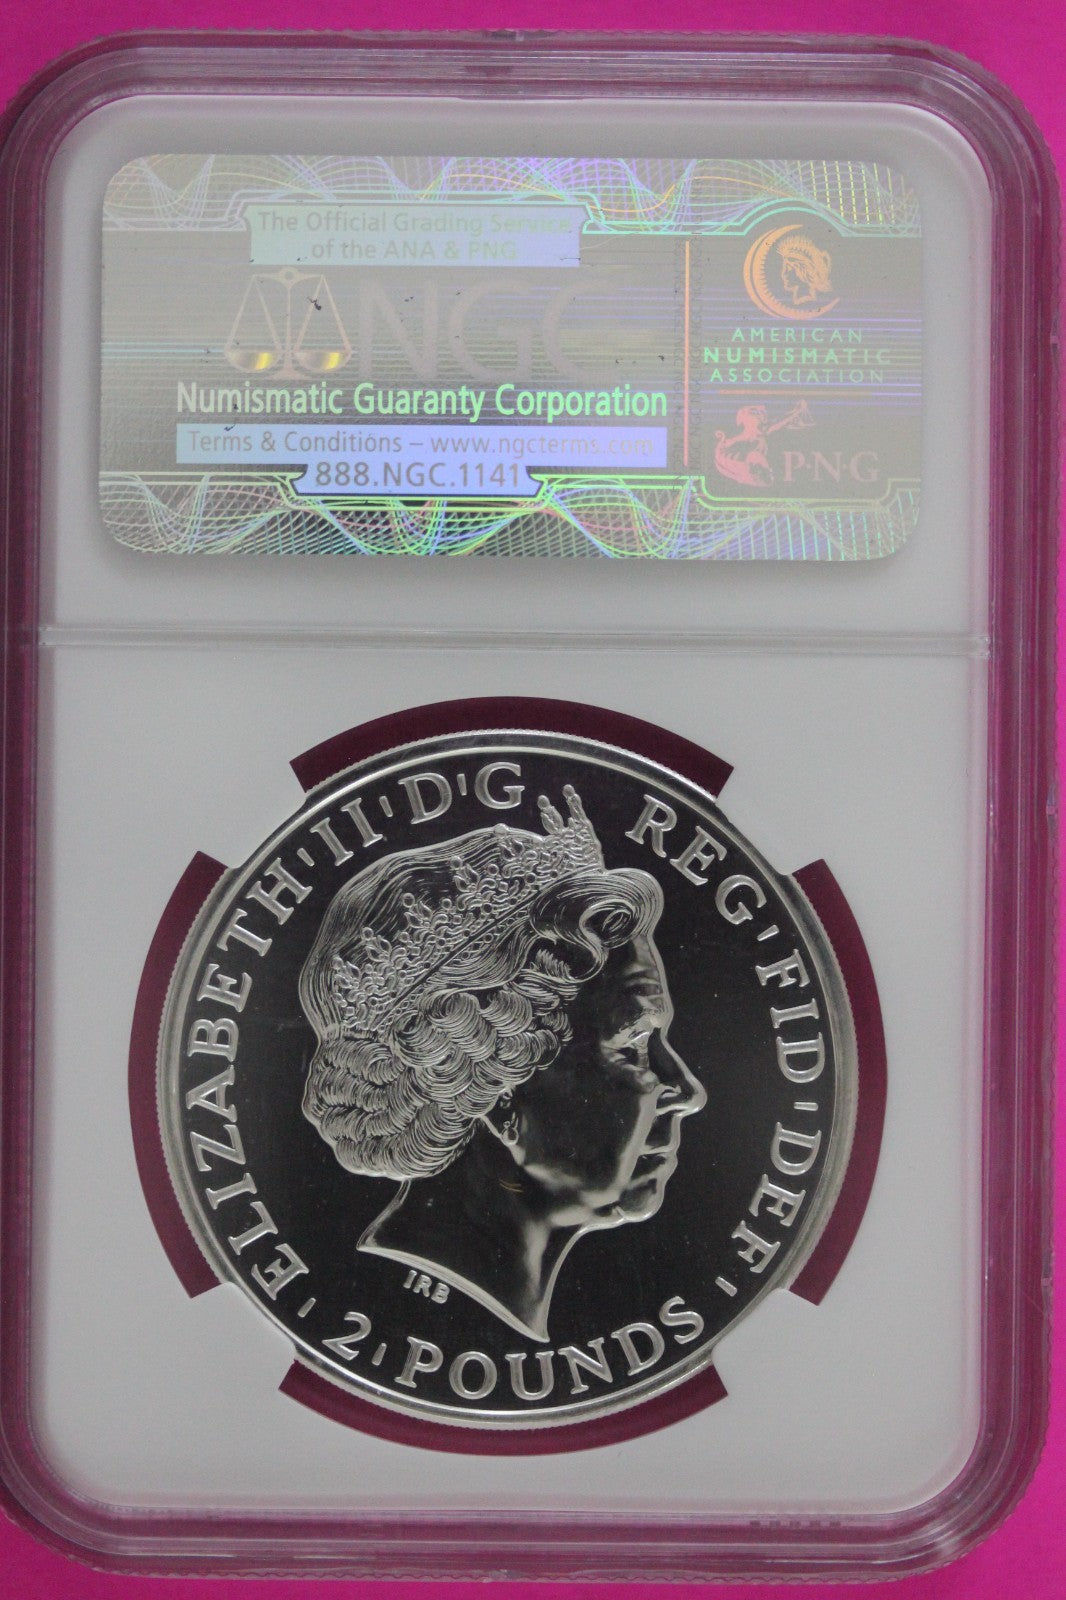 The Official Grading Service
of the ANA & PNG
NGC
Numismatic Guaranty Corporation
Terms & Conditions – www.ngcterms.com
888.NGC.1141
AMERICAN
NUMISMATIC
ASSOCIATION
P·N·G
ELIZABETH·II·D·G REG·FID·DEF·
2·POUNDS
IRB